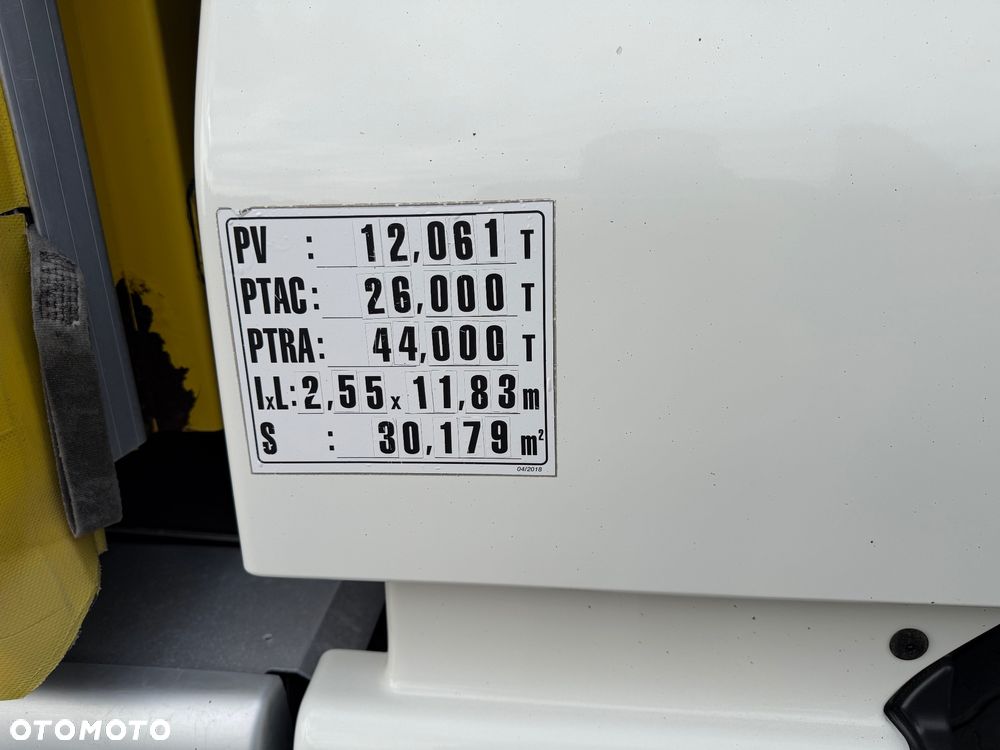 PV : 12,061 T
PTAC: 26,000 T
PTRA: 44,000 T
lxL: 2,55 x 11,83 m
S : 30,179 m²
04/2018
OTOMOTO